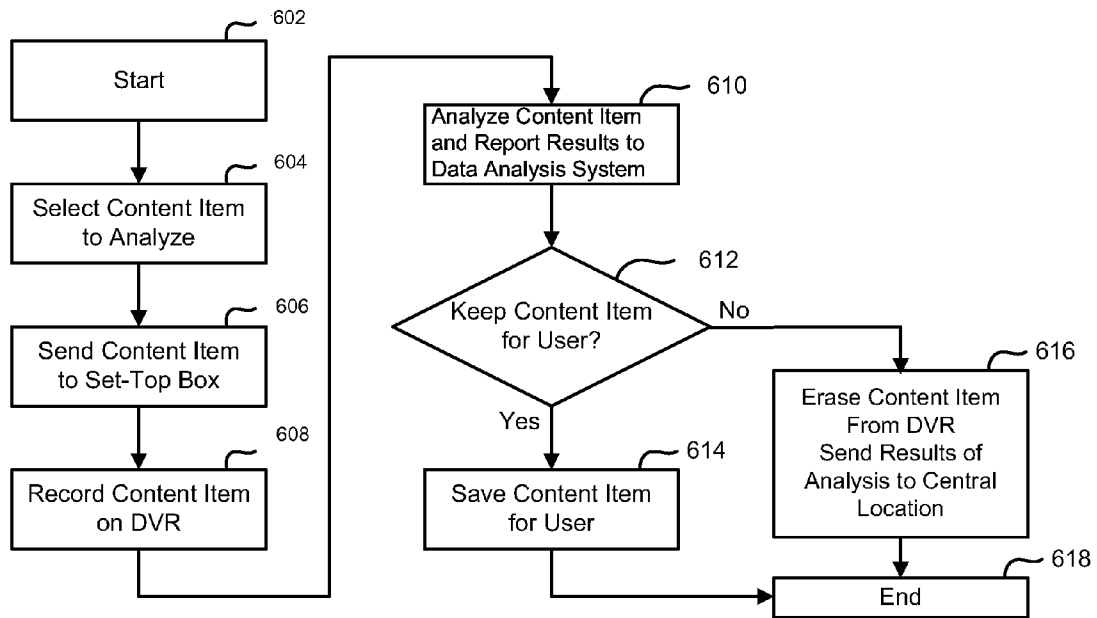 602
Start
604
Select Content Item
to Analyze
606
Send Content Item
to Set-Top Box
608
Record Content Item
on DVR
610
Analyze Content Item
and Report Results to
Data Analysis System
612
Keep Content Item
for User?
No
Yes
614
Save Content Item
for User
616
Erase Content Item
From DVR
Send Results of
Analysis to Central
Location
618
End